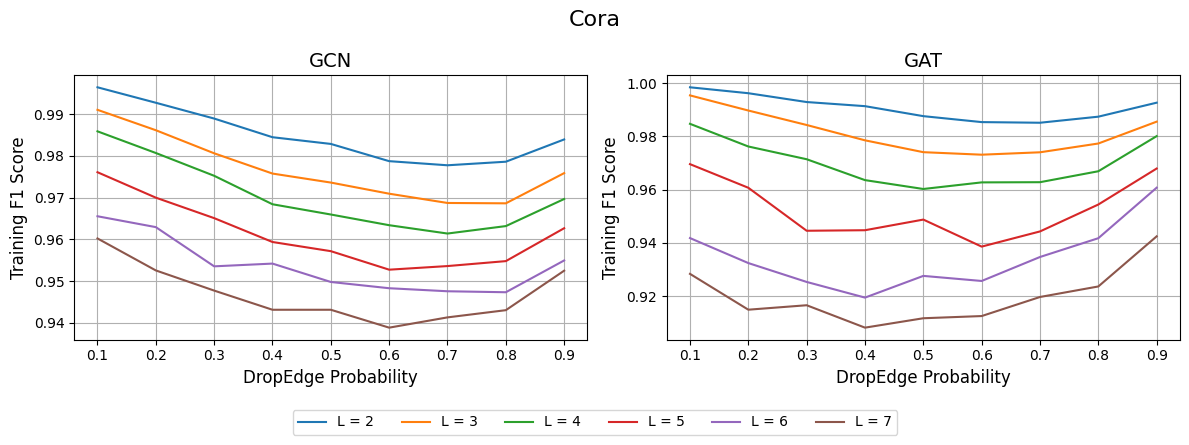 Cora
GCN
Training F1 Score
0.99
0.98
0.97
0.96
0.95
0.94
0.1 0.2 0.3 0.4 0.5 0.6 0.7 0.8 0.9
DropEdge Probability
GAT
Training F1 Score
1.00
0.98
0.96
0.94
0.92
0.1 0.2 0.3 0.4 0.5 0.6 0.7 0.8 0.9
DropEdge Probability
L = 2 L = 3 L = 4 L = 5 L = 6 L = 7